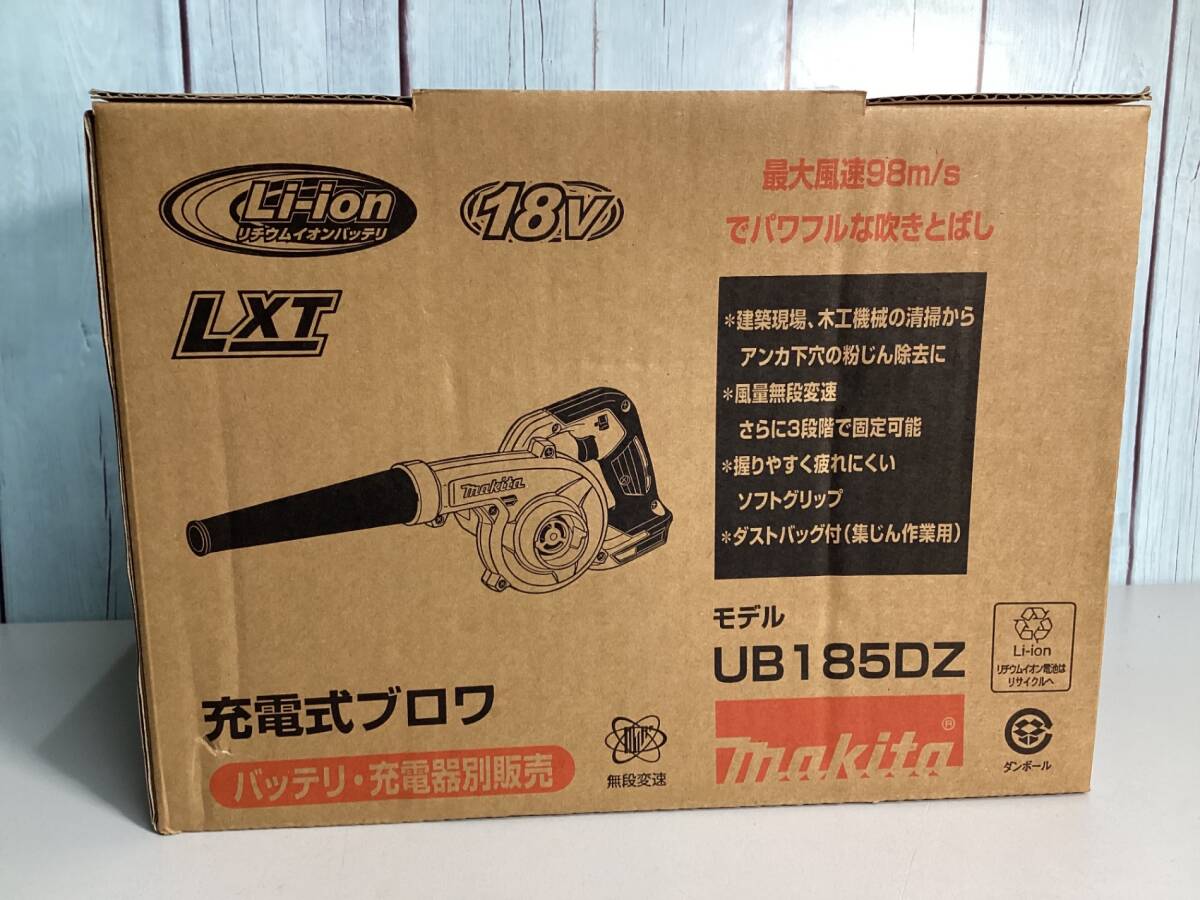 Li-ion
リチウムイオンバッテリ
18V
LXT
最大風速98m/s
でパワフルな吹きとばし
*建築現場、木工機械の清掃から
アンカ下穴の粉じん除去に
*風量無段変速
さらに3段階で固定可能
*握りやすく疲れにくい
ソフトグリップ
*ダストバッグ付(集じん作業用)
makita
モデル
UB185DZ
makita®
Li-ion
リチウムイオン電池は
リサイクルへ
ダンボール
充電式ブロワ
バッテリ・充電器別販売
無段変速